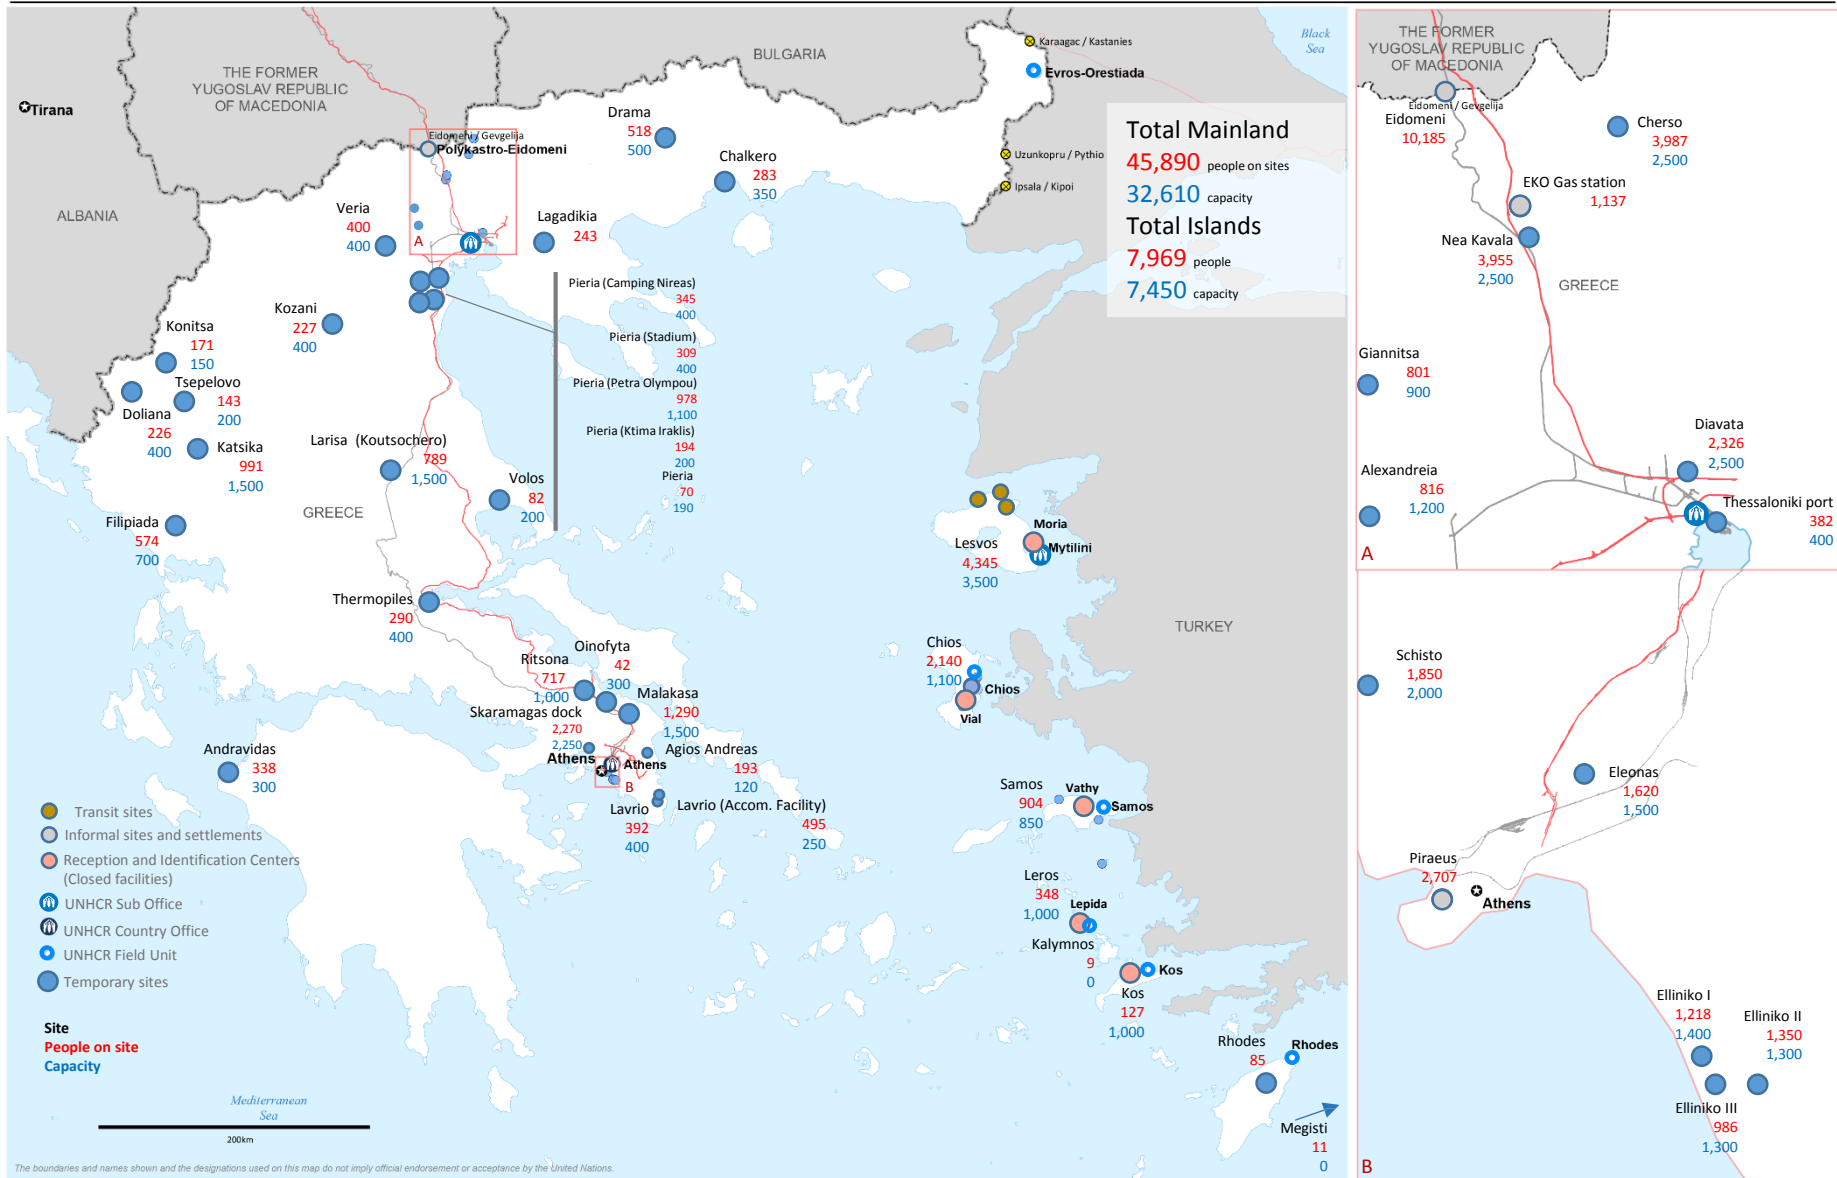 THE FORMER
YUGOSLAV REPUBLIC
OF MACEDONIA
BULGARIA
Black
Sea
Karaagac / Kastanies
Evros-Orestiada
Tirana
ALBANIA
Eidomeni / Gevgelija
Polykastro-Eidomeni
Drama
518
500
Chalkero
283
350
Uzunkopru / Pythio
Ipsala / Kipoi
Total Mainland
45,890 people on sites
32,610 capacity
Total Islands
7,969 people
7,450 capacity
Veria
400
400
A
Lagadikia
243
Kozani
227
400
Konitsa
171
150
Tsepelovo
143
200
Doliana
226
400
Katsika
991
1,500
Filipiada
574
700
Pieria (Camping Nireas)
345
400
Pieria (Stadium)
309
400
Pieria (Petra Olympou)
978
1,100
Pieria (Ktima Iraklis)
194
200
Pieria
70
190
Larisa (Koutsochero)
789
1,500
GREECE
Volos
82
200
Thermopiles
290
400
Oinofyta
42
300
Ritsona
717
1,000
Malakasa
1,290
1,500
Skaramagas dock
2,270
2,250
Athens
Athens
B
Agios Andreas
193
120
Lavrio
392
400
Lavrio (Accom. Facility)
495
250
Andravidas
338
300
Moria
Mytilini
Lesvos
4,345
3,500
TURKEY
Chios
2,140
1,100
Chios
Vial
Samos
904
850
Vathy
Samos
Leros
348
1,000
Lepida
Kalymnos
9
0
Kos
Kos
127
1,000
Rhodes
85
Rhodes
Megisti
11
0
Transit sites
Informal sites and settlements
Reception and Identification Centers
(Closed facilities)
UNHCR Sub Office
UNHCR Country Office
UNHCR Field Unit
Temporary sites
Site
People on site
Capacity
Mediterranean
Sea
200km
The boundaries and names shown and the designations used on this map do not imply official endorsement or acceptance by the United Nations.
THE FORMER
YUGOSLAV REPUBLIC
OF MACEDONIA
Eidomeni / Gevgelija
Eidomeni
10,185
Cherso
3,987
2,500
EKO Gas station
1,137
Nea Kavala
3,955
2,500
GREECE
Giannitsa
801
900
Alexandreia
816
1,200
Diavata
2,326
2,500
Thessaloniki port
382
400
A
Schisto
1,850
2,000
Eleonas
1,620
1,500
Piraeus
2,707
Athens
Elliniko I
1,218
1,400
Elliniko II
1,350
1,300
Elliniko III
986
1,300
B